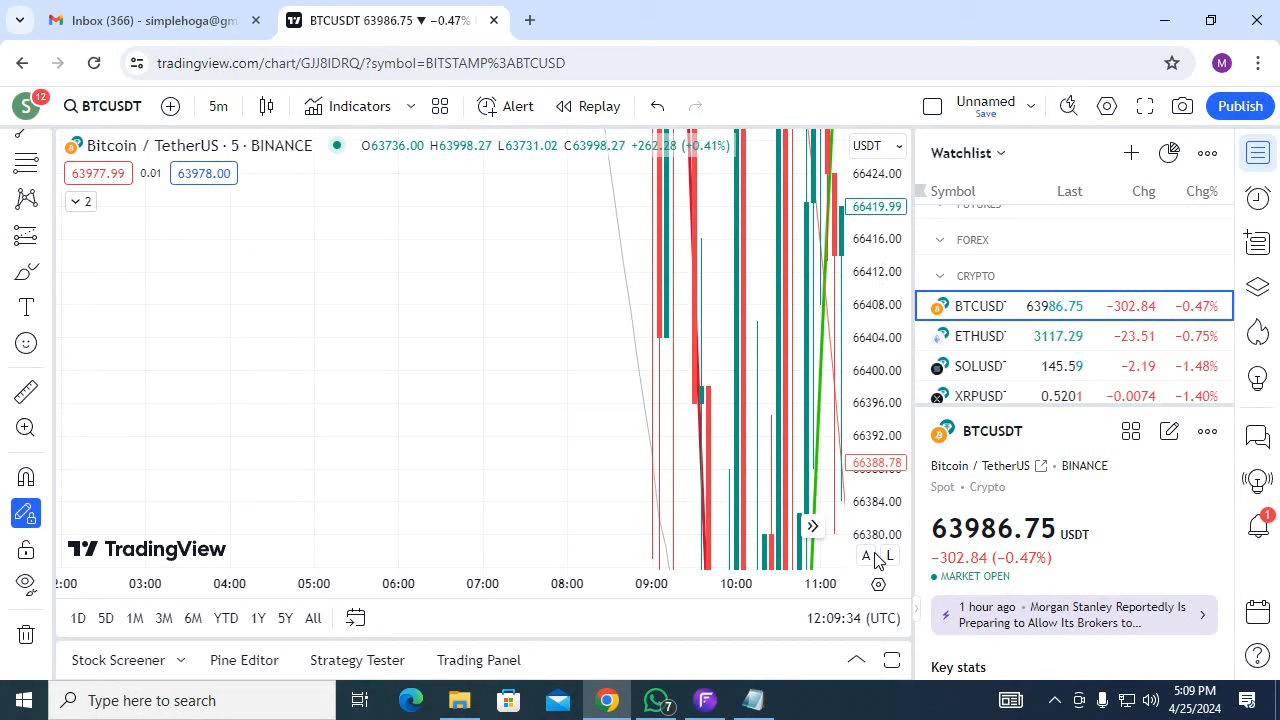 Inbox (366) - simplehoga@gm
BTCUSDT 63986.75 ▼ −0.47%
tradingview.com/chart/GJJ8IDRQ/?symbol=BITSTAMP%3ABTCUSD
M
S
12
BTCUSDT
5m
Indicators
Alert
Replay
Unnamed
Save
Publish
Bitcoin / TetherUS · 5 · BINANCE
O63736.00 H63998.27 L63731.02 C63998.27 +262.28 (+0.41%)
USDT
63977.99
0.01
63978.00
2
66424.00
66419.99
66416.00
66412.00
66408.00
66404.00
66400.00
66396.00
66392.00
66388.78
66384.00
66380.00
A
L
TradingView
2:00
03:00
04:00
05:00
06:00
07:00
08:00
09:00
10:00
11:00
1D
5D
1M
3M
6M
YTD
1Y
5Y
All
12:09:34 (UTC)
Stock Screener
Pine Editor
Strategy Tester
Trading Panel
Watchlist
Symbol Last Chg Chg%
FUTURES
FOREX
CRYPTO
BTCUSD 63986.75 −302.84 −0.47%
ETHUSD 3117.29 −23.51 −0.75%
SOLUSD 145.59 −2.19 −1.48%
XRPUSD 0.5201 −0.0074 −1.40%
BTCUSDT
Bitcoin / TetherUS • BINANCE
Spot • Crypto
63986.75 USDT
−302.84 (−0.47%)
MARKET OPEN
1 hour ago • Morgan Stanley Reportedly Is
Preparing to Allow Its Brokers to…
Key stats
1
Type here to search
7
5:09 PM
4/25/2024